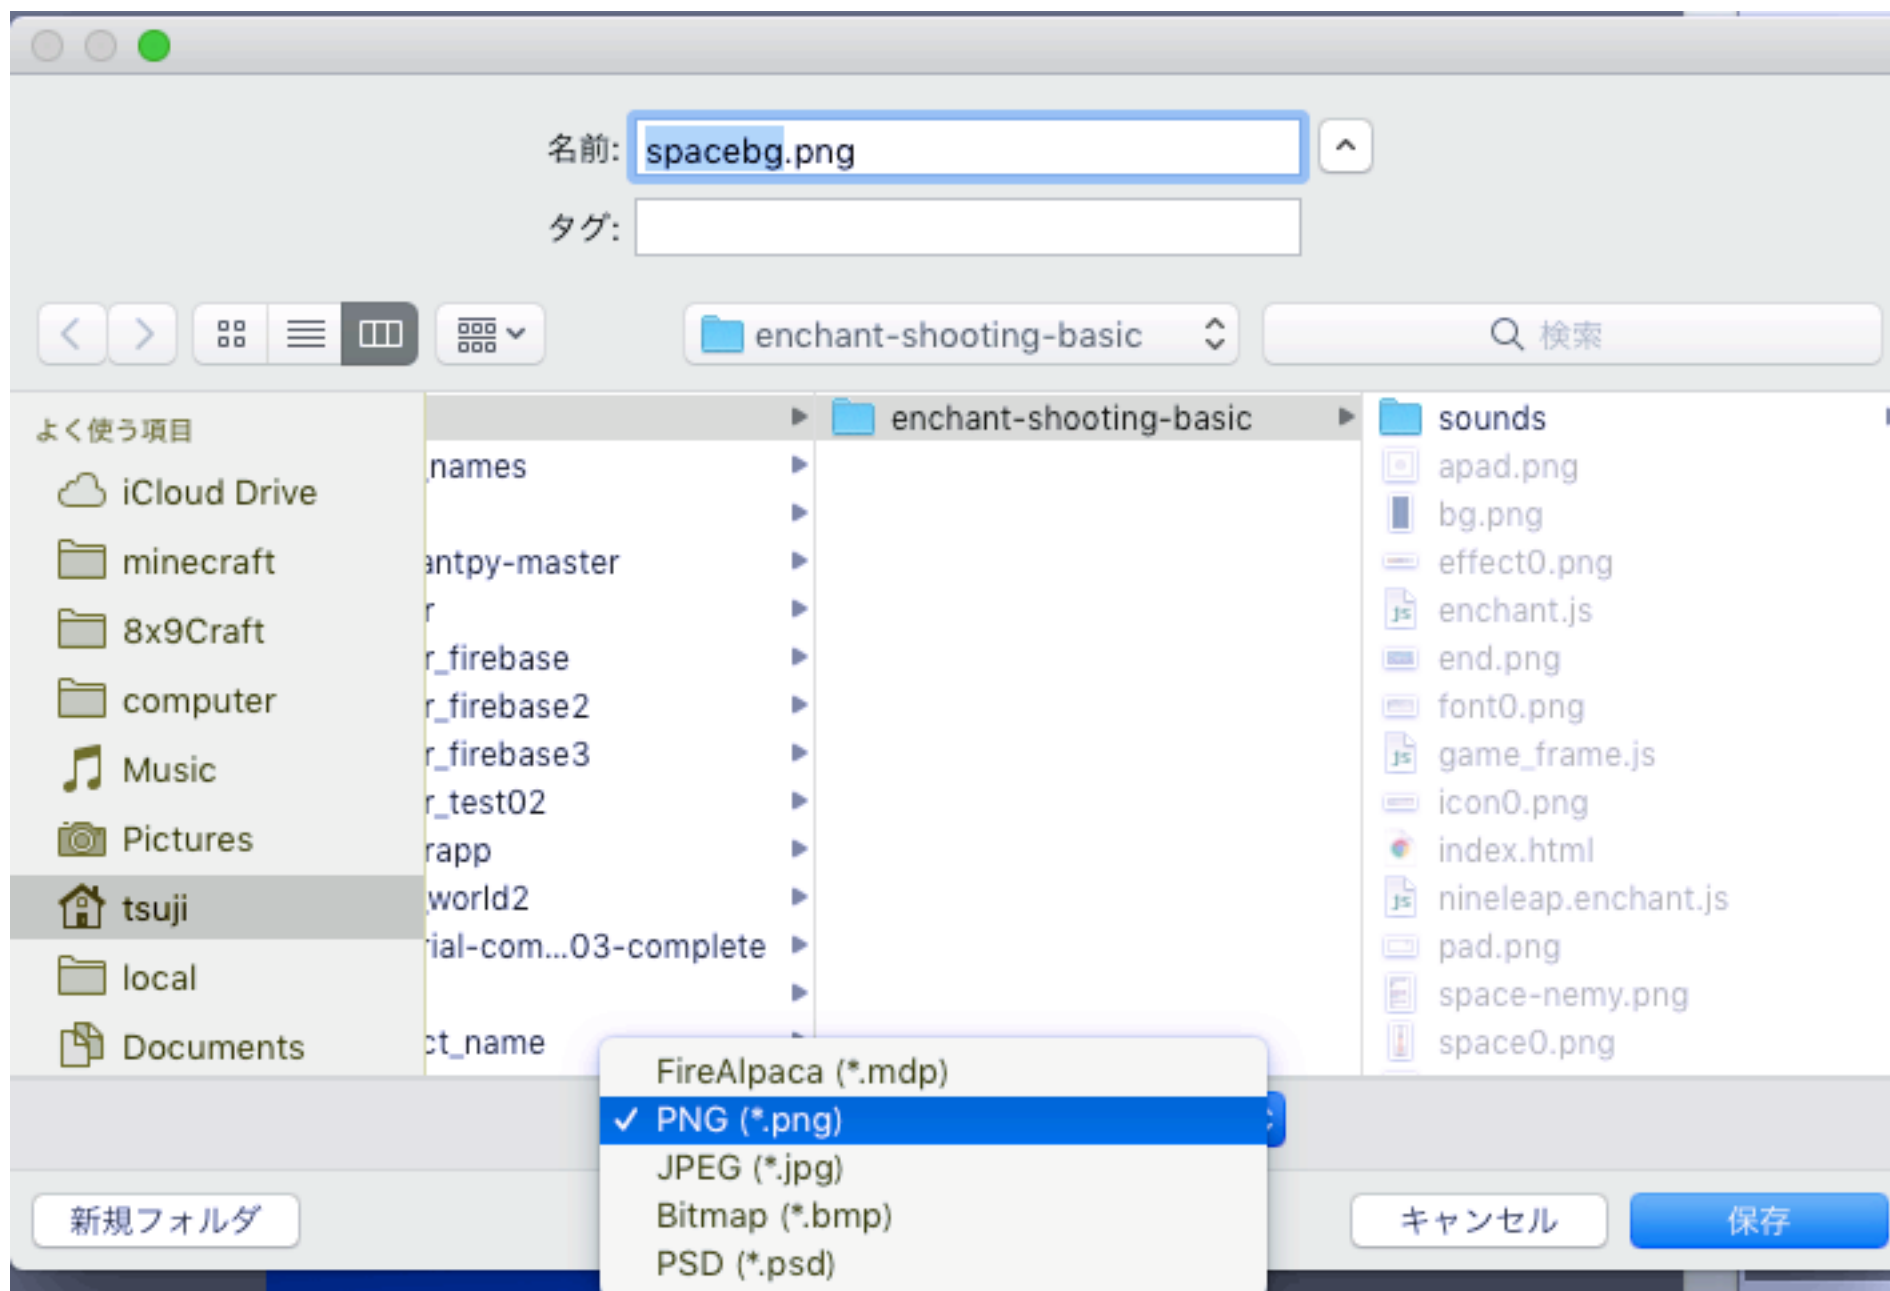 名前: spacebg.png
タグ:
enchant-shooting-basic
検索
よく使う項目
iCloud Drive
minecraft
8x9Craft
computer
Music
Pictures
tsuji
local
Documents
_names
antpy-master
r
r_firebase
r_firebase2
r_firebase3
r_test02
rapp
_world2
rial-com...03-complete
ct_name
enchant-shooting-basic
sounds
apad.png
bg.png
effect0.png
enchant.js
end.png
font0.png
game_frame.js
icon0.png
index.html
nineleap.enchant.js
pad.png
space-nemy.png
space0.png
FireAlpaca (*.mdp)
✓ PNG (*.png)
JPEG (*.jpg)
Bitmap (*.bmp)
PSD (*.psd)
新規フォルダ
キャンセル
保存